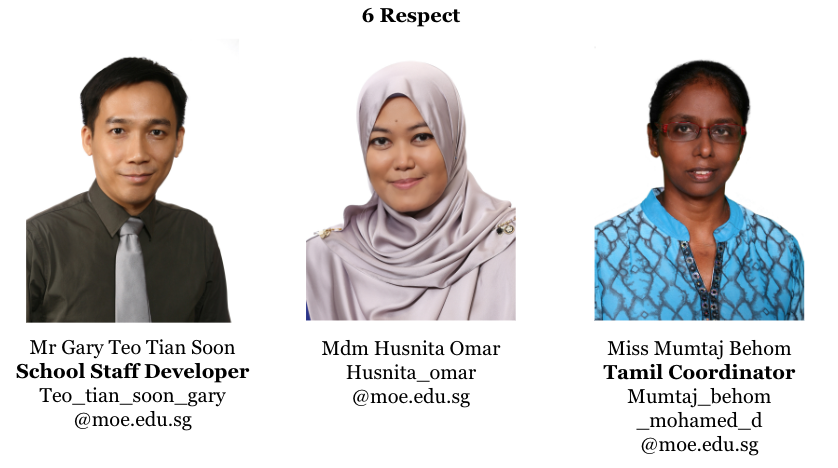 6 Respect
Mr Gary Teo Tian Soon
School Staff Developer
Teo_tian_soon_gary
@moe.edu.sg
Mdm Husnita Omar
Husnita_omar
@moe.edu.sg
Miss Mumtaj Behom
Tamil Coordinator
Mumtaj_behom
_mohamed_d
@moe.edu.sg